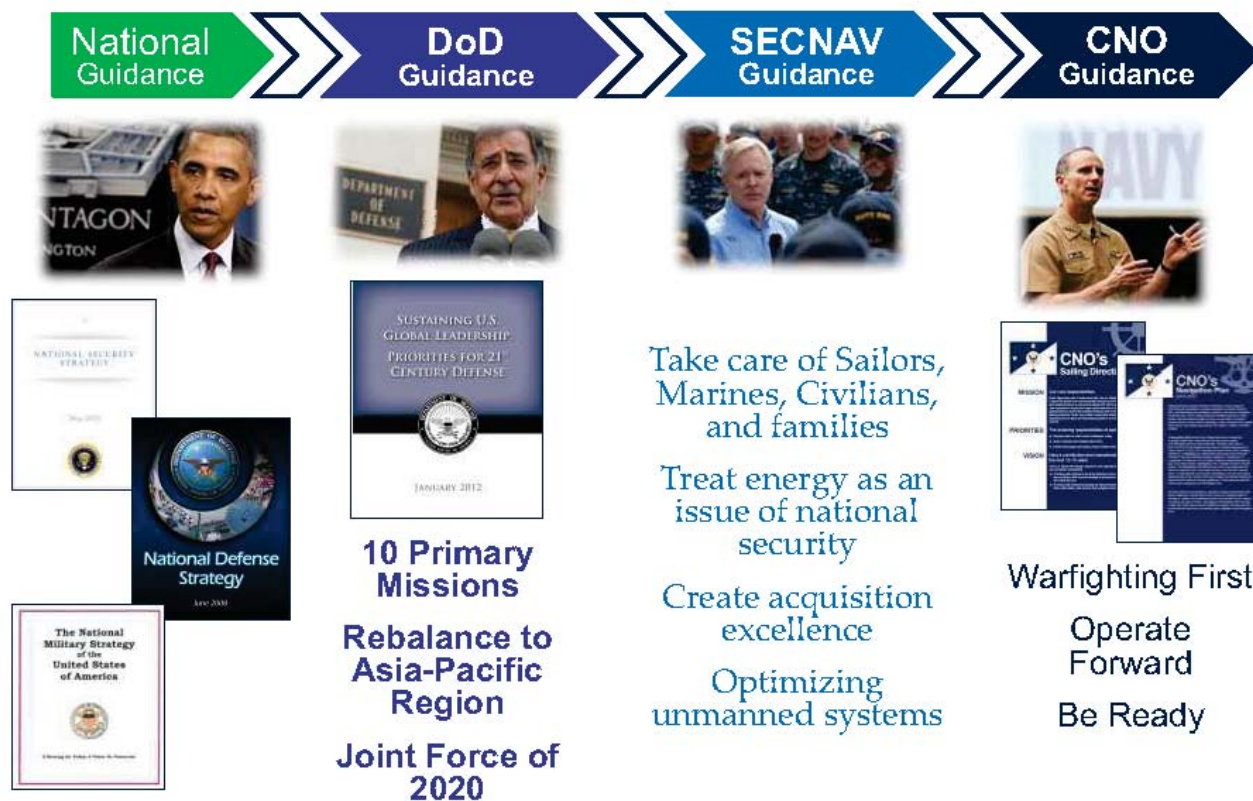 National
Guidance
DoD
Guidance
SECNAV
Guidance
CNO
Guidance
NTAGON
NGTON
DEPARTMENT
OF
DEFENSE
NAVY
NATIONAL SECURITY
STRATEGY
National Defense
Strategy
The National
Military Strategy
of the
United States
of America
SUSTAINING U.S.
GLOBAL LEADERSHIP:
PRIORITIES FOR 21ST
CENTURY DEFENSE
JANUARY 2012
10 Primary
Missions
Rebalance to
Asia-Pacific
Region
Joint Force of
2020
Take care of Sailors,
Marines, Civilians,
and families
Treat energy as an
issue of national
security
Create acquisition
excellence
Optimizing
unmanned systems
CNO's
Sailing Directi
MISSION
PRIORITIES
VISION
CNO's
Navigation Plan
Warfighting First
Operate
Forward
Be Ready